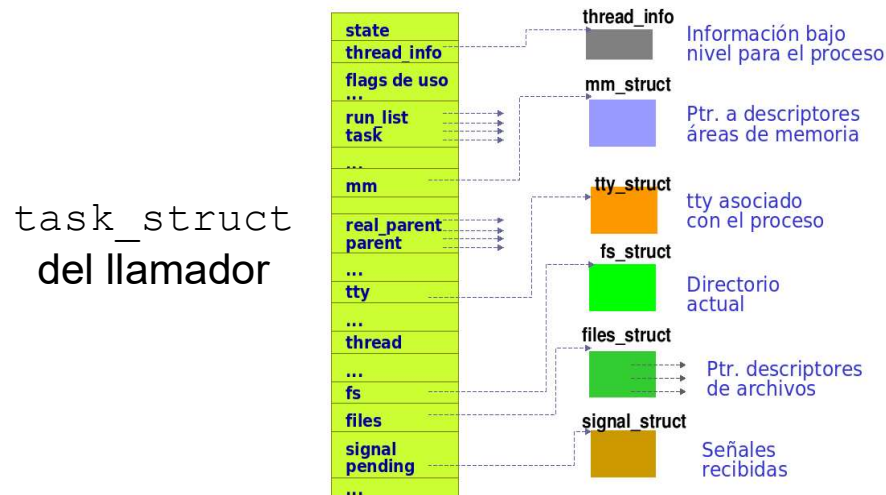 task_struct
del llamador
state
thread_info
flags de uso
...
run_list
task
...
mm
real_parent
parent
...
tty
...
thread
...
fs
files
signal
pending
...
thread_info
Información bajo
nivel para el proceso
mm_struct
Ptr. a descriptores
áreas de memoria
tty_struct
tty asociado
con el proceso
fs_struct
Directorio
actual
files_struct
Ptr. descriptores
de archivos
signal_struct
Señales
recibidas